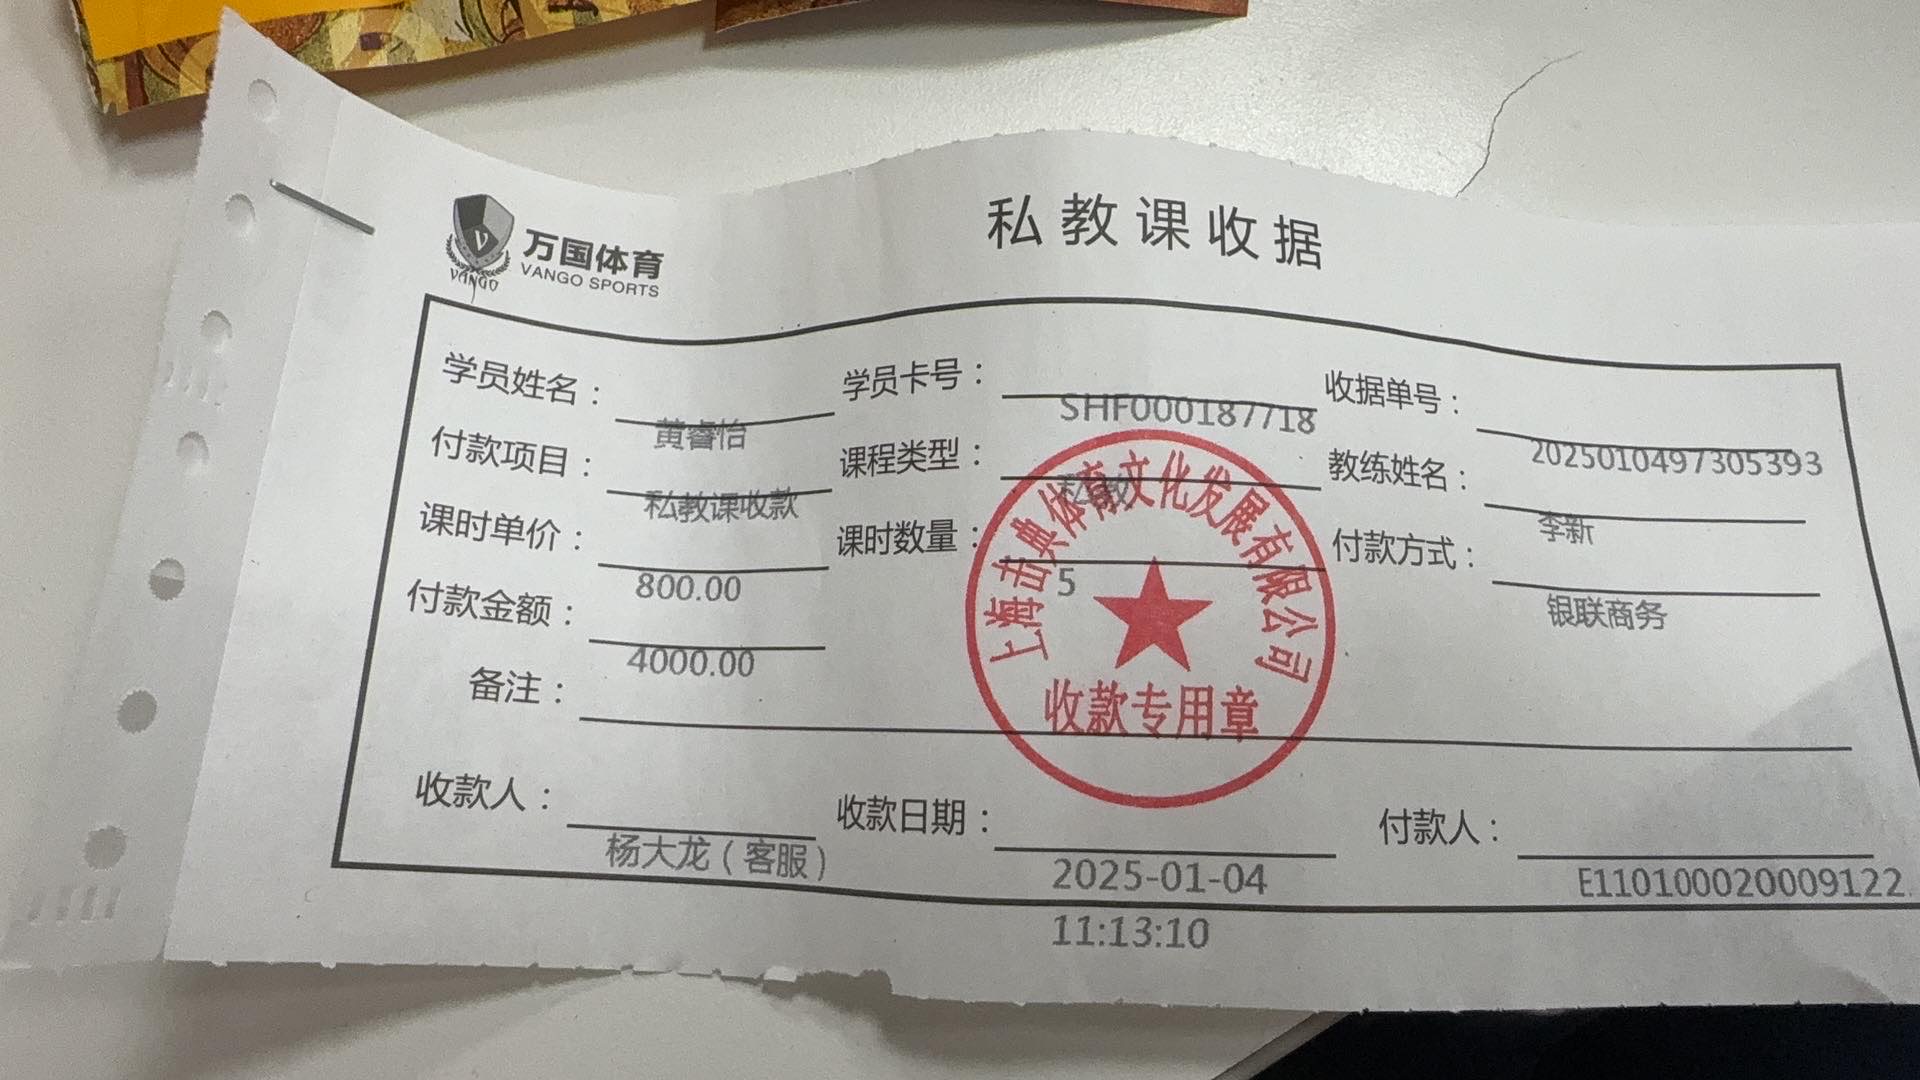 私教课收据
V
VANGO
万国体育
VANGO SPORTS
学员姓名：黄睿怡 学员卡号：SHF000187718 收据单号：2025010497305393
付款项目：私教课收款 课程类型：私教 教练姓名：李新
课时单价：800.00 课时数量：5 付款方式：银联商务
付款金额：4000.00
备注：
上海击典体育文化发展有限公司
收款专用章
收款人：杨大龙（客服） 收款日期：2025-01-04 付款人：E110100020009122
11:13:10